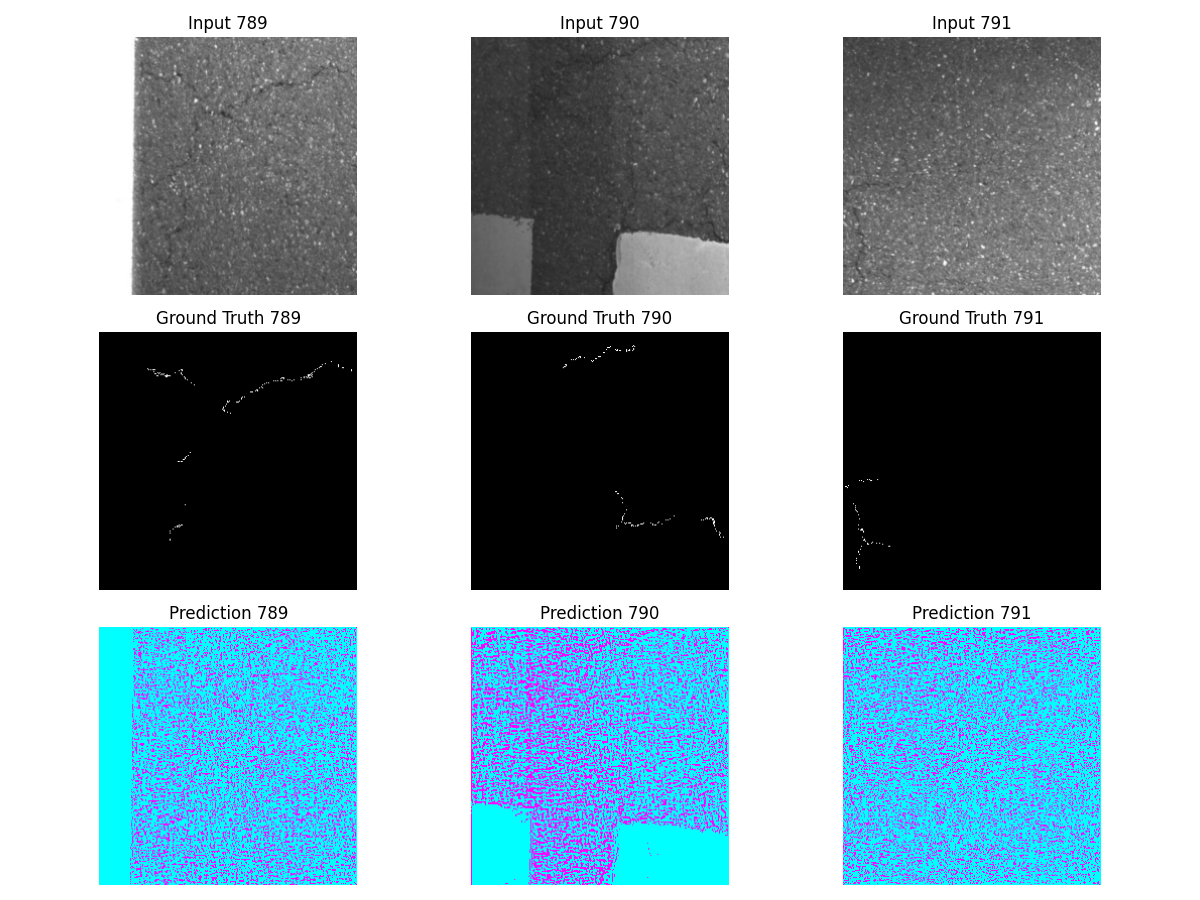 Input 789
Input 790
Input 791
Ground Truth 789
Ground Truth 790
Ground Truth 791
Prediction 789
Prediction 790
Prediction 791